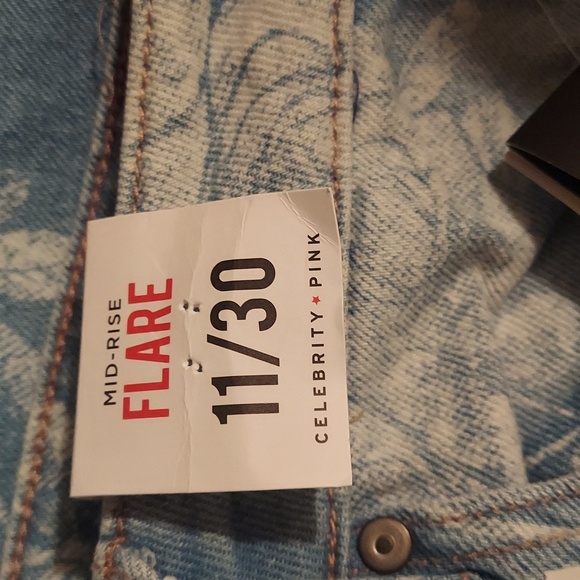 MID-RISE
FLARE
11/30
CELEBRITY★PINK